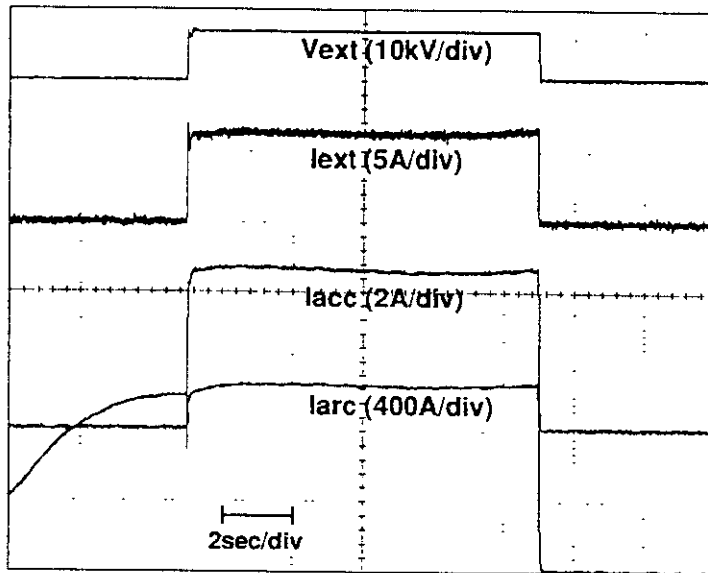 Vext (10kV/div)
Iext (5A/div)
Iacc (2A/div)
Iarc (400A/div)
2sec/div